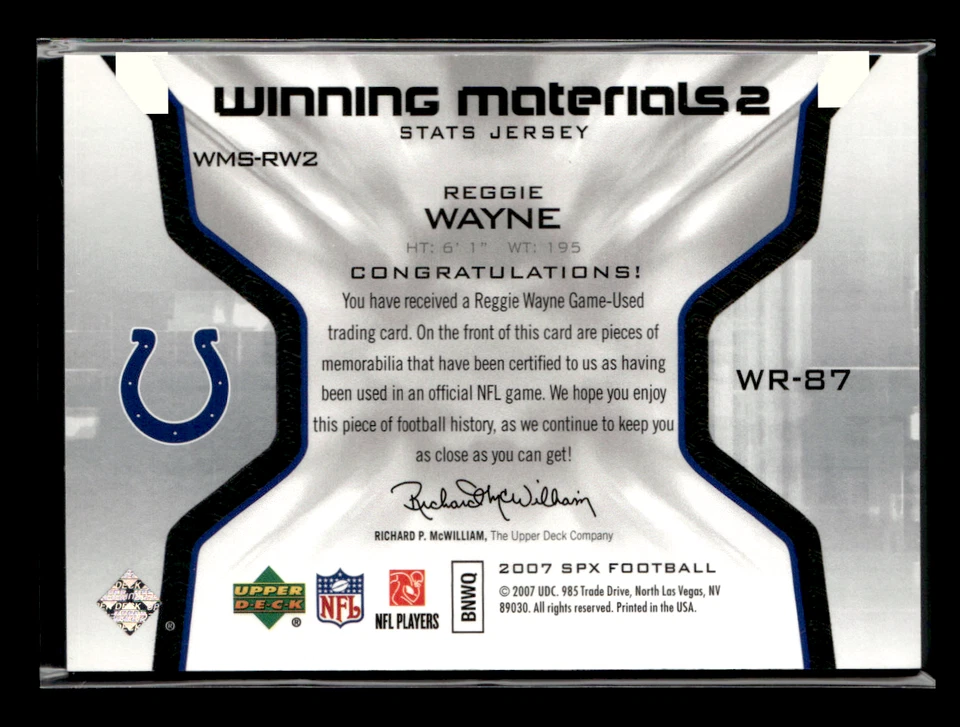 WINNING MATERIALS 2
STATS JERSEY
WMS-RW2
REGGIE
WAYNE
HT: 6' 1" WT: 195
CONGRATULATIONS!
You have received a Reggie Wayne Game-Used
trading card. On the front of this card are pieces of
memorabilia that have been certified to us as having
been used in an official NFL game. We hope you enjoy
this piece of football history, as we continue to keep you
as close as you can get!
WR-87
Richard P. McWilliam
RICHARD P. McWILLIAM, The Upper Deck Company
UPPER
DECK
®
NFL
NFL PLAYERS
BNWQ
2007 SPX FOOTBALL
© 2007 UDC. 985 Trade Drive, North Las Vegas, NV
89030. All rights reserved. Printed in the USA.
®